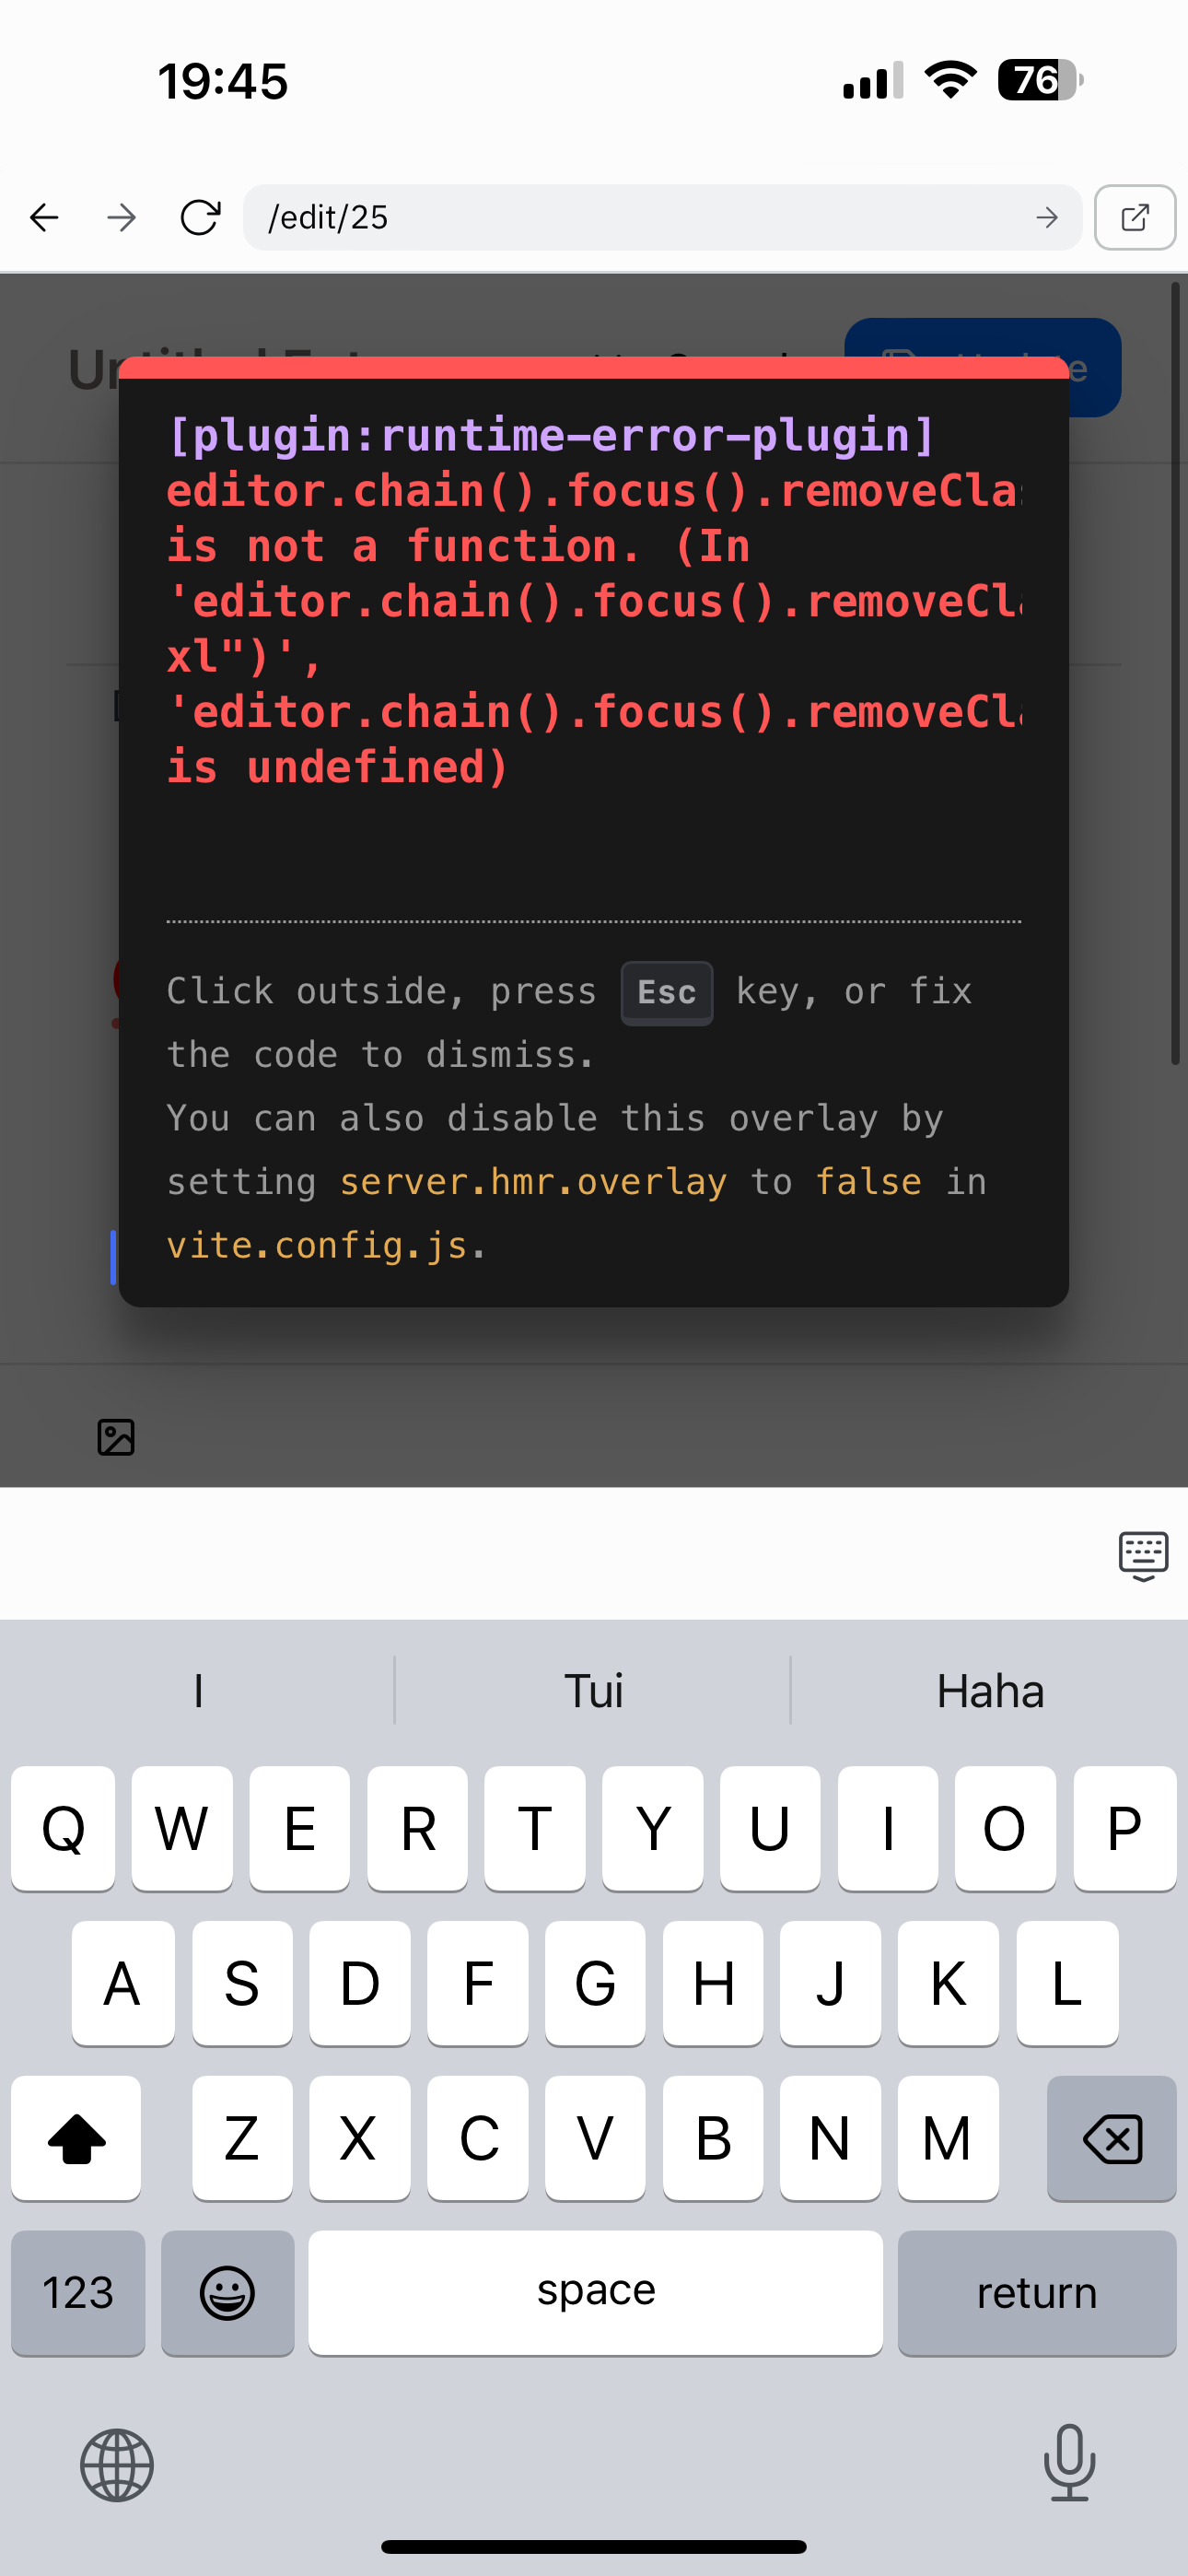 19:45
76
/edit/25
[plugin:runtime-error-plugin]
editor.chain().focus().removeCla
is not a function. (In
'editor.chain().focus().removeCl
xl")',
'editor.chain().focus().removeCl
is undefined)
Click outside, press Esc key, or fix
the code to dismiss.
You can also disable this overlay by
setting server.hmr.overlay to false in
vite.config.js.
I Tui Haha
Q W E R T Y U I O P
A S D F G H J K L
Z X C V B N M
123 space return